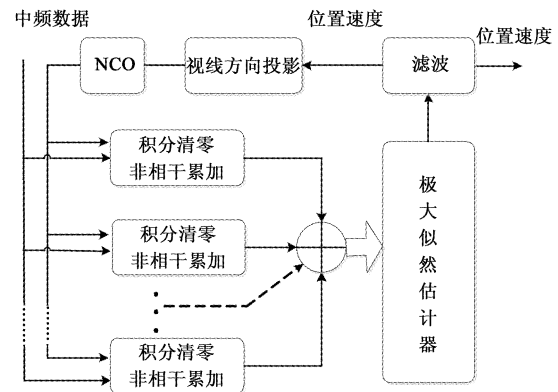 中频数据
位置速度
位置速度
NCO
视线方向投影
滤波
积分清零
非相干累加
积分清零
非相干累加
积分清零
非相干累加
极
大
似
然
估
计
器